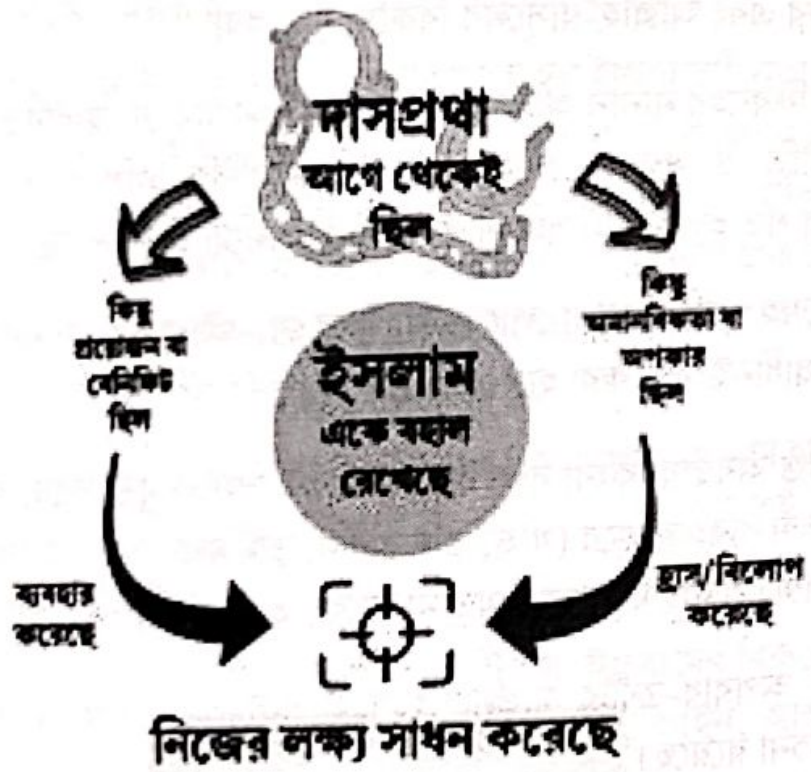 দাসপ্রথা
আগে থেকেই
ছিল
কিছু
প্রয়োজন বা
বেনিফিট
ছিল
কিছু
অমানবিকতা বা
অপকার
ছিল
ইসলাম
একে বহাল
রেখেছে
ব্যবহার
করেছে
হ্রাস/বিলোপ
করেছে
নিজের লক্ষ্য সাধন করেছে